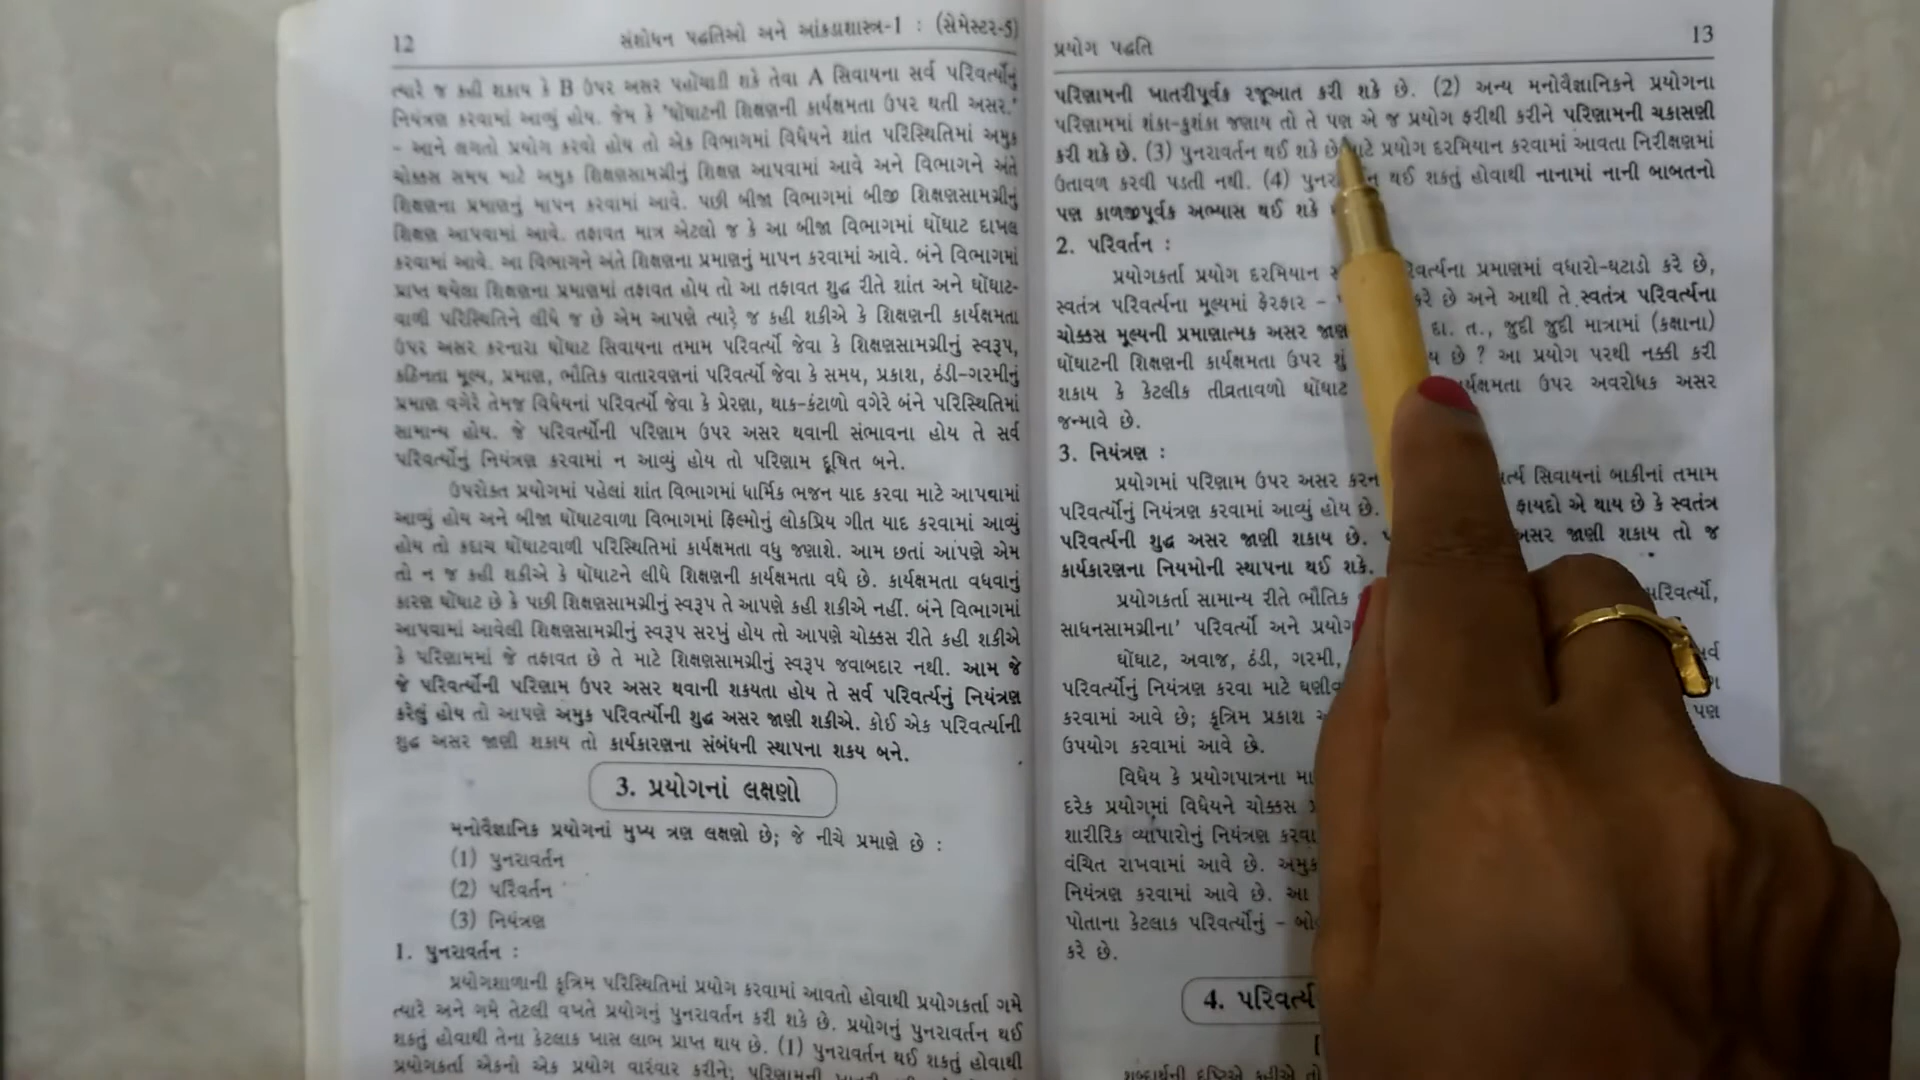 12
સંશોધન પદ્ધતિઓ અને આંકડાશાસ્ત્ર-1 : (સેમેસ્ટર-5)
ત્યારે જ કહી શકાય કે B ઉપર અસર પહોંચાડી શકે તેવા A સિવાયના સર્વ પરિવર્ત્યોનું
નિયંત્રણ કરવામાં આવ્યું હોય. જેમ કે 'ઘોંઘાટની શિક્ષણની કાર્યક્ષમતા ઉપર થતી અસર.'
- આને લગતો પ્રયોગ કરવો હોય તો એક વિભાગમાં વિધેયને શાંત પરિસ્થિતિમાં અમુક
ચોક્કસ સમય માટે અમુક શિક્ષણસામગ્રીનું શિક્ષણ આપવામાં આવે અને વિભાગને અંતે
શિક્ષણના પ્રમાણનું માપન કરવામાં આવે. પછી બીજા વિભાગમાં બીજી શિક્ષણસામગ્રીનું
શિક્ષણ આપવામાં આવે. તફાવત માત્ર એટલો જ કે આ બીજા વિભાગમાં ઘોંઘાટ દાખલ
કરવામાં આવે. આ વિભાગને અંતે શિક્ષણના પ્રમાણનું માપન કરવામાં આવે. બંને વિભાગમાં
પ્રાપ્ત થયેલા શિક્ષણના પ્રમાણમાં તફાવત હોય તો આ તફાવત શુદ્ધ રીતે શાંત અને ઘોંઘાટ-
વાળી પરિસ્થિતિને લીધે જ છે એમ આપણે ત્યારે જ કહી શકીએ કે શિક્ષણની કાર્યક્ષમતા
ઉપર અસર કરનારા ઘોંઘાટ સિવાયના તમામ પરિવર્ત્યો જેવા કે શિક્ષણસામગ્રીનું સ્વરૂપ,
કઠિનતા મૂલ્ય, પ્રમાણ, ભૌતિક વાતારવણનાં પરિવર્ત્યો જેવા કે સમય, પ્રકાશ, ઠંડી-ગરમીનું
પ્રમાણ વગેરે તેમજ વિધેયનાં પરિવર્ત્યો જેવા કે પ્રેરણા, થાક-કંટાળો વગેરે બંને પરિસ્થિતિમાં
સામાન્ય હોય. જે પરિવર્ત્યોની પરિણામ ઉપર અસર થવાની સંભાવના હોય તે સર્વ
પરિવર્ત્યોનું નિયંત્રણ કરવામાં ન આવ્યું હોય તો પરિણામ દૂષિત બને.
ઉપરોક્ત પ્રયોગમાં પહેલાં શાંત વિભાગમાં ધાર્મિક ભજન યાદ કરવા માટે આપવામાં
આવ્યું હોય અને બીજા ઘોંઘાટવાળા વિભાગમાં ફિલ્મોનું લોકપ્રિય ગીત યાદ કરવામાં આવ્યું
હોય તો કદાચ ઘોંઘાટવાળી પરિસ્થિતિમાં કાર્યક્ષમતા વધુ જણાશે. આમ છતાં આપણે એમ
તો ન જ કહી શકીએ કે ઘોંઘાટને લીધે શિક્ષણની કાર્યક્ષમતા વધે છે. કાર્યક્ષમતા વધવાનું
કારણ ઘોંઘાટ છે કે પછી શિક્ષણસામગ્રીનું સ્વરૂપ તે આપણે કહી શકીએ નહીં. બંને વિભાગમાં
આપવામાં આવેલી શિક્ષણસામગ્રીનું સ્વરૂપ સરખું હોય તો આપણે ચોક્કસ રીતે કહી શકીએ
કે પરિણામમાં જે તફાવત છે તે માટે શિક્ષણસામગ્રીનું સ્વરૂપ જવાબદાર નથી. આમ જે
જે પરિવર્ત્યોની પરિણામ ઉપર અસર થવાની શક્યતા હોય તે સર્વ પરિવર્ત્યનું નિયંત્રણ
કરેલું હોય તો આપણે અમુક પરિવર્ત્યોની શુદ્ધ અસર જાણી શકીએ. કોઈ એક પરિવર્ત્યાની
શુદ્ધ અસર જાણી શકાય તો કાર્યકારણના સંબંધની સ્થાપના શક્ય બને.
3. પ્રયોગનાં લક્ષણો
મનોવૈજ્ઞાનિક પ્રયોગનાં મુખ્ય ત્રણ લક્ષણો છે; જે નીચે પ્રમાણે છે :
(1) પુનરાવર્તન
(2) પરિવર્તન
(3) નિયંત્રણ
1. પુનરાવર્તન :
પ્રયોગશાળાની કૃત્રિમ પરિસ્થિતિમાં પ્રયોગ કરવામાં આવતો હોવાથી પ્રયોગકર્તા ગમે
ત્યારે અને ગમે તેટલી વખતે પ્રયોગનું પુનરાવર્તન કરી શકે છે. પ્રયોગનું પુનરાવર્તન થઈ
શકતું હોવાથી તેના કેટલાક ખાસ લાભ પ્રાપ્ત થાય છે. (1) પુનરાવર્તન થઈ શકતું હોવાથી
પ્રયોગકર્તા એકનો એક પ્રયોગ વારંવાર કરીને; પરિણામની
પ્રયોગ પદ્ધતિ
13
પરિણામની ખાતરીપૂર્વક રજૂઆત કરી શકે છે. (2) અન્ય મનોવૈજ્ઞાનિકને પ્રયોગના
પરિણામમાં શંકા-કુશંકા જણાય તો તે પણ એ જ પ્રયોગ ફરીથી કરીને પરિણામની ચકાસણી
કરી શકે છે. (3) પુનરાવર્તન થઈ શકે છે માટે પ્રયોગ દરમિયાન કરવામાં આવતા નિરીક્ષણમાં
ઉતાવળ કરવી પડતી નથી. (4) થઈ શકતું હોવાથી નાનામાં નાની બાબતનો
પણ કાળજીપૂર્વક અભ્યાસ થઈ શકે
2. પરિવર્તન :
પ્રયોગકર્તા પ્રયોગ દરમિયાન પ્રમાણમાં વધારો-ઘટાડો કરે છે,
સ્વતંત્ર પરિવર્ત્યના મૂલ્યમાં ફેરફાર - કરે છે અને આથી તે સ્વતંત્ર પરિવર્ત્યના
ચોક્કસ મૂલ્યની પ્રમાણાત્મક અસર દા. ત., જુદી જુદી માત્રામાં (કક્ષાના)
ઘોંઘાટની શિક્ષણની કાર્યક્ષમતા ઉપર શું છે ? આ પ્રયોગ પરથી નક્કી કરી
શકાય કે કેટલીક તીવ્રતાવળો ઘોંઘાટ ઉપર અવરોધક અસર
જન્માવે છે.
3. નિયંત્રણ :
પ્રયોગમાં પરિણામ ઉપર અસર સિવાયનાં બાકીનાં તમામ
પરિવર્ત્યોનું નિયંત્રણ કરવામાં આવ્યું હોય છે. ફાયદો એ થાય છે કે સ્વતંત્ર
પરિવર્ત્યની શુદ્ધ અસર જાણી શકાય છે. અસર જાણી શકાય તો જ
કાર્યકારણના નિયમોની સ્થાપના થઈ શકે.
પ્રયોગકર્તા સામાન્ય રીતે ભૌતિક પરિવર્ત્યો,
સાધનસામગ્રીના' પરિવર્ત્યો અને
ઘોંઘાટ, અવાજ, ઠંડી, ગરમી,
પરિવર્ત્યોનું નિયંત્રણ કરવા માટે
કરવામાં આવે છે; કૃત્રિમ પ્રકાશ પણ
ઉપયોગ કરવામાં આવે છે.
વિધેય કે પ્રયોગપાત્રના
દરેક પ્રયોગમાં વિધેયને ચોક્કસ
શારીરિક વ્યાપારોનું નિયંત્રણ
વંચિત રાખવામાં આવે છે.
નિયંત્રણ કરવામાં આવે છે. આ
પોતાના કેટલાક પરિવર્ત્યોનું -
કરે છે.
4. પરિવર્ત્ય
શબ્દાર્થની દૃષ્ટિએ કહીએ તો